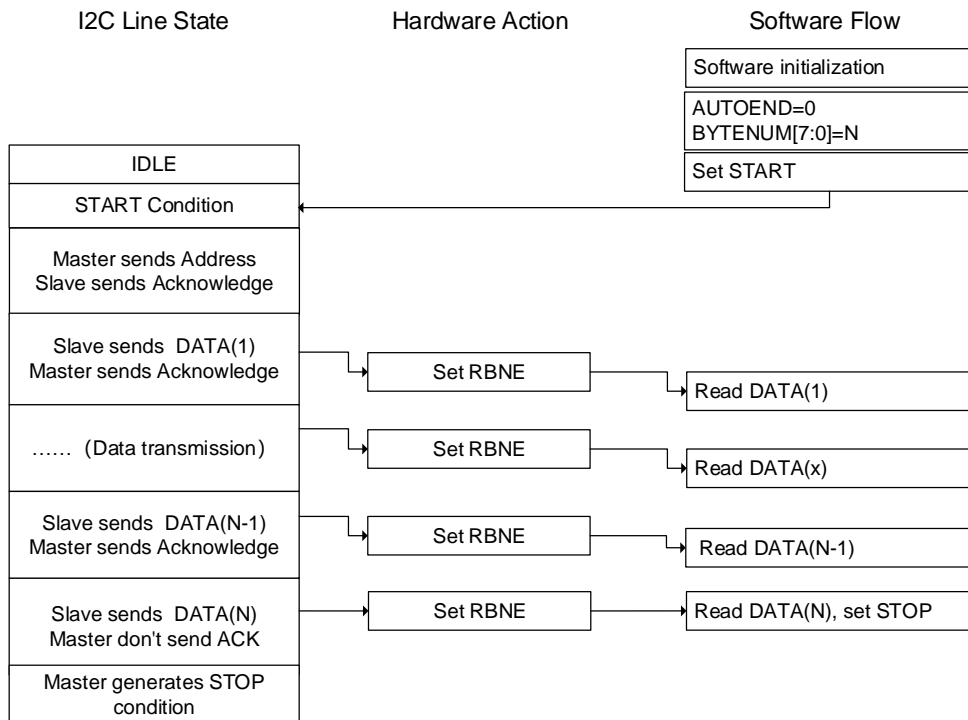 I2C Line State
Hardware Action
Software Flow
Software initialization
AUTOEND=0
BYTENUM[7:0]=N
Set START
IDLE
START Condition
Master sends Address
Slave sends Acknowledge
Slave sends DATA(1)
Master sends Acknowledge
Set RBNE
Read DATA(1)
...... (Data transmission)
Set RBNE
Read DATA(x)
Slave sends DATA(N-1)
Master sends Acknowledge
Set RBNE
Read DATA(N-1)
Slave sends DATA(N)
Master don't send ACK
Set RBNE
Read DATA(N), set STOP
Master generates STOP
condition